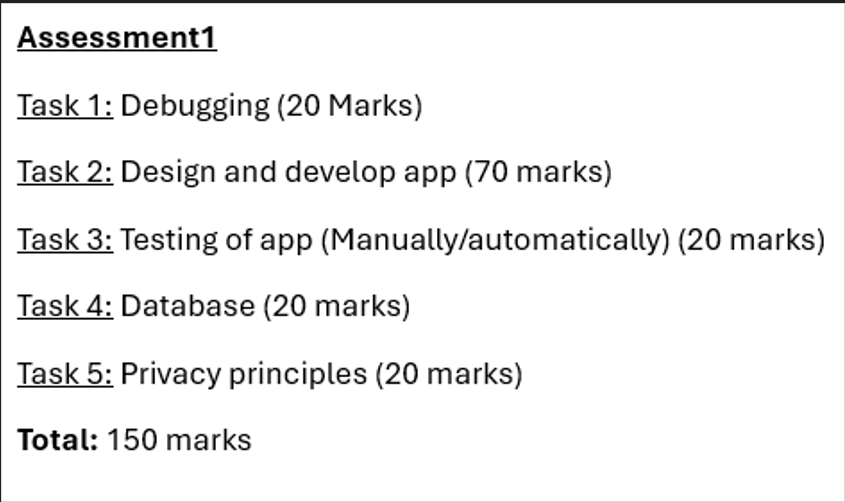 Assessment1
Task 1: Debugging (20 Marks)
Task 2: Design and develop app (70 marks)
Task 3: Testing of app (Manually/automatically) (20 marks)
Task 4: Database (20 marks)
Task 5: Privacy principles (20 marks)
Total: 150 marks